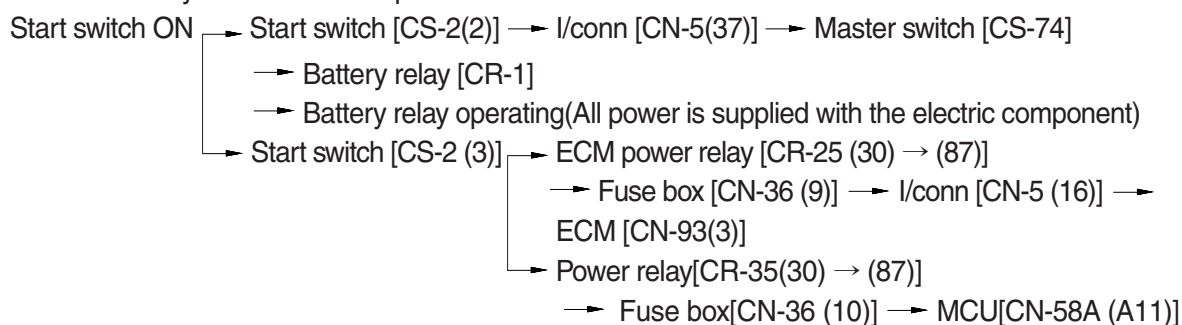 Start switch ON → Start switch [CS-2(2)] → I/conn [CN-5(37)] → Master switch [CS-74]
→ Battery relay [CR-1]
→ Battery relay operating(All power is supplied with the electric component)
→ Start switch [CS-2 (3)] → ECM power relay [CR-25 (30) → (87)]
→ Fuse box [CN-36 (9)] → I/conn [CN-5 (16)] →
ECM [CN-93(3)]
→ Power relay[CR-35(30) → (87)]
→ Fuse box[CN-36 (10)] → MCU[CN-58A (A11)]